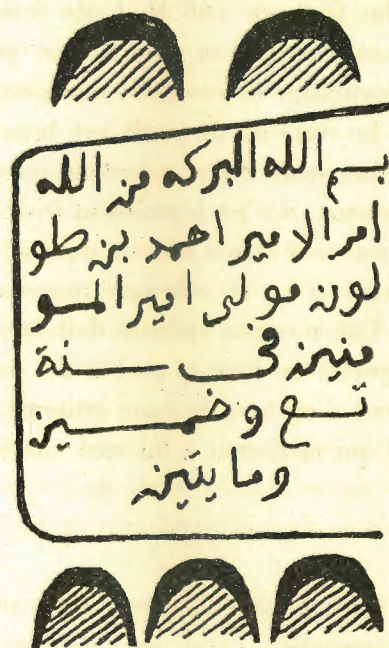 بسم الله البركه من الله
امر الامير احمد بن طو
لون مولى امير المو
منين في سنة
تسع وخمسين
ومايتين